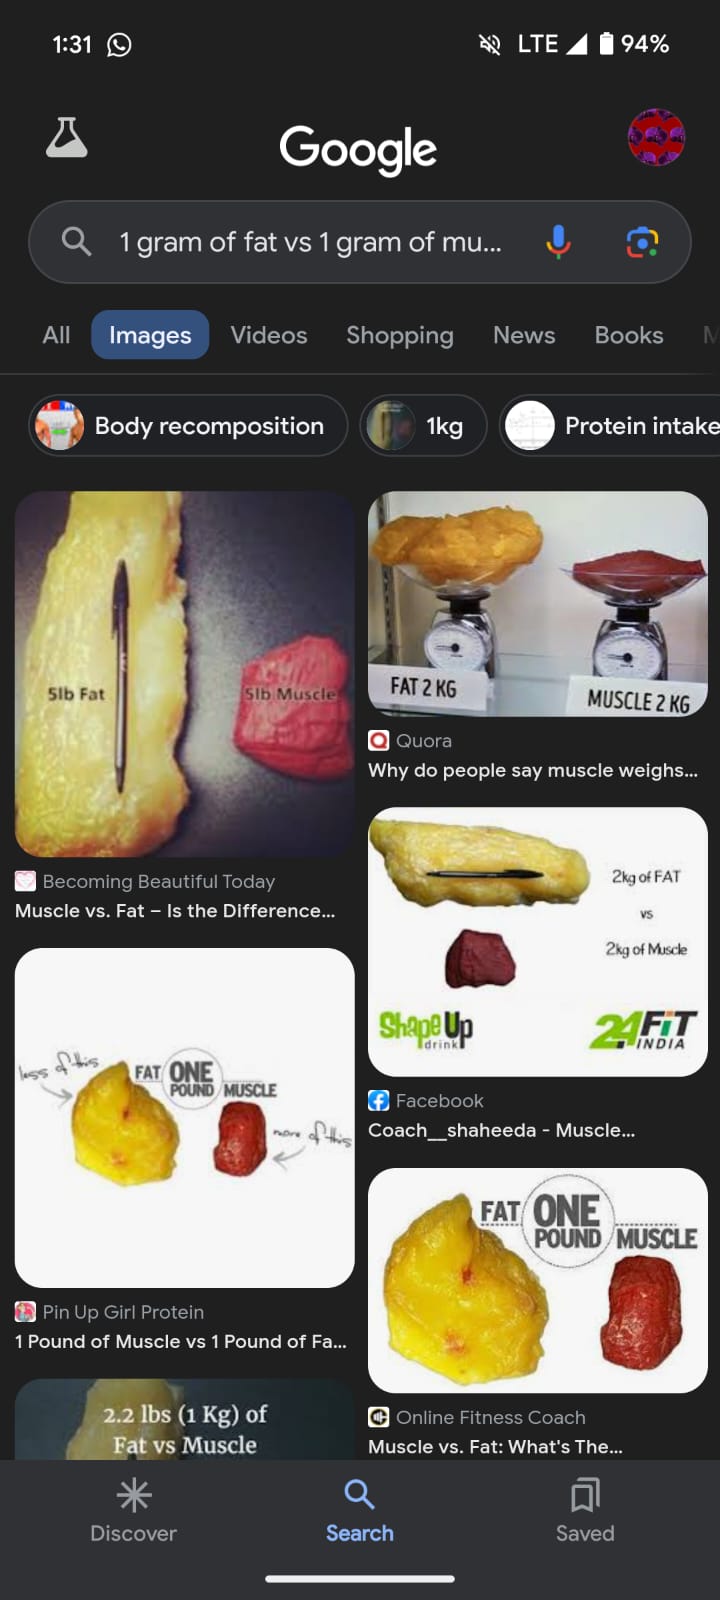 1:31
LTE
94%
Google
1 gram of fat vs 1 gram of mu...
All Images Videos Shopping News Books M
Body recomposition
1kg
Protein intake
5lb Fat
5lb Muscle
Becoming Beautiful Today
Muscle vs. Fat – Is the Difference...
FAT 2 KG
MUSCLE 2 KG
Quora
Why do people say muscle weighs...
2kg of FAT
vs
2kg of Muscle
Shape Up
drink
24FiT
INDIA
Facebook
Coach__shaheeda - Muscle...
less of this
FAT ONE
POUND MUSCLE
more of this
Pin Up Girl Protein
1 Pound of Muscle vs 1 Pound of Fa...
FAT ONE
POUND MUSCLE
Online Fitness Coach
Muscle vs. Fat: What's The...
2.2 lbs (1 Kg) of
Fat vs Muscle
Discover
Search
Saved